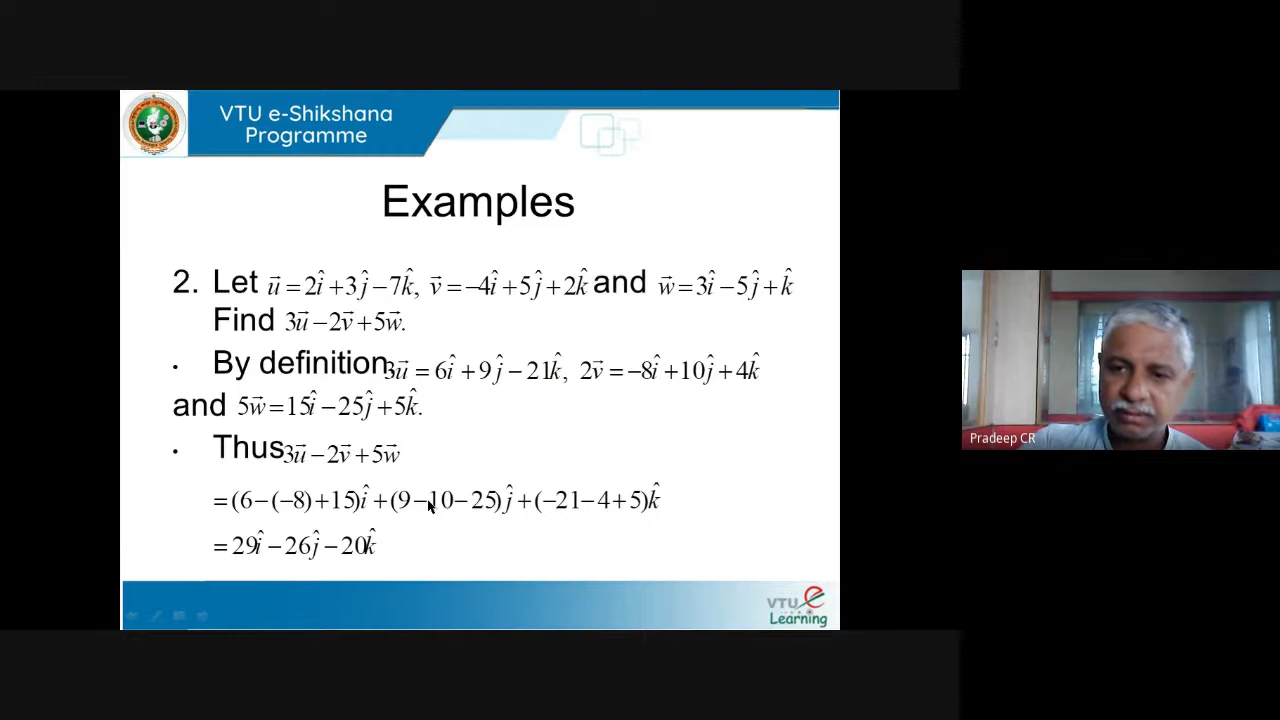 VTU e-Shikshana
Programme
Examples
2. Let u⃗ = 2î + 3ĵ − 7k̂, v⃗ = −4î + 5ĵ + 2k̂ and w⃗ = 3î − 5ĵ + k̂
Find 3u⃗ − 2v⃗ + 5w⃗.
• By definition 3u⃗ = 6î + 9ĵ − 21k̂, 2v⃗ = −8î + 10ĵ + 4k̂
and 5w⃗ = 15î − 25ĵ + 5k̂.
• Thus 3u⃗ − 2v⃗ + 5w⃗
= (6 − (−8) + 15)î + (9 − 10 − 25)ĵ + (−21 − 4 + 5)k̂
= 29î − 26ĵ − 20k̂
VTU e
Learning
Pradeep CR